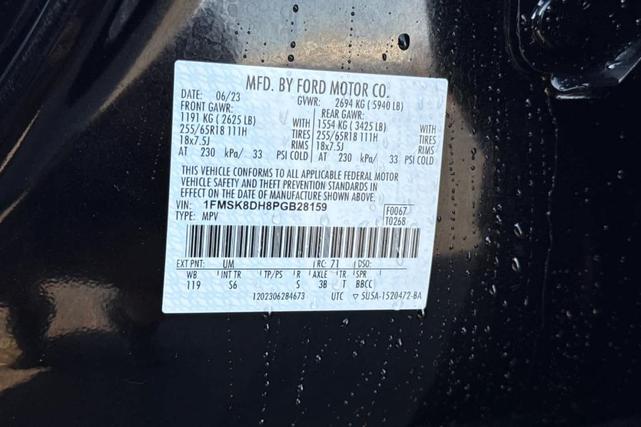 MFD. BY FORD MOTOR CO.
DATE: 06/23 GVWR: 2694 KG (5940 LB)
FRONT GAWR: REAR GAWR:
1191 KG (2625 LB) WITH 1554 KG (3425 LB) WITH
255/65R18 111H TIRES 255/65R18 111H TIRES
18x7.5J RIMS 18x7.5J RIMS
AT 230 kPa/ 33 PSI COLD AT 230 kPa/ 33 PSI COLD
THIS VEHICLE CONFORMS TO ALL APPLICABLE FEDERAL MOTOR
VEHICLE SAFETY AND THEFT PREVENTION STANDARDS IN
EFFECT ON THE DATE OF MANUFACTURE SHOWN ABOVE.
VIN: 1FMSK8DH8PGB28159 F0067
TYPE: MPV T0268
EXT PNT: UM RC: 71 DSO:
WB INT TR TP/PS R AXLE TR SPR
119 S6 S 3B T BBCC
1202306284673 UTC ▽ SU5A-1520472-BA